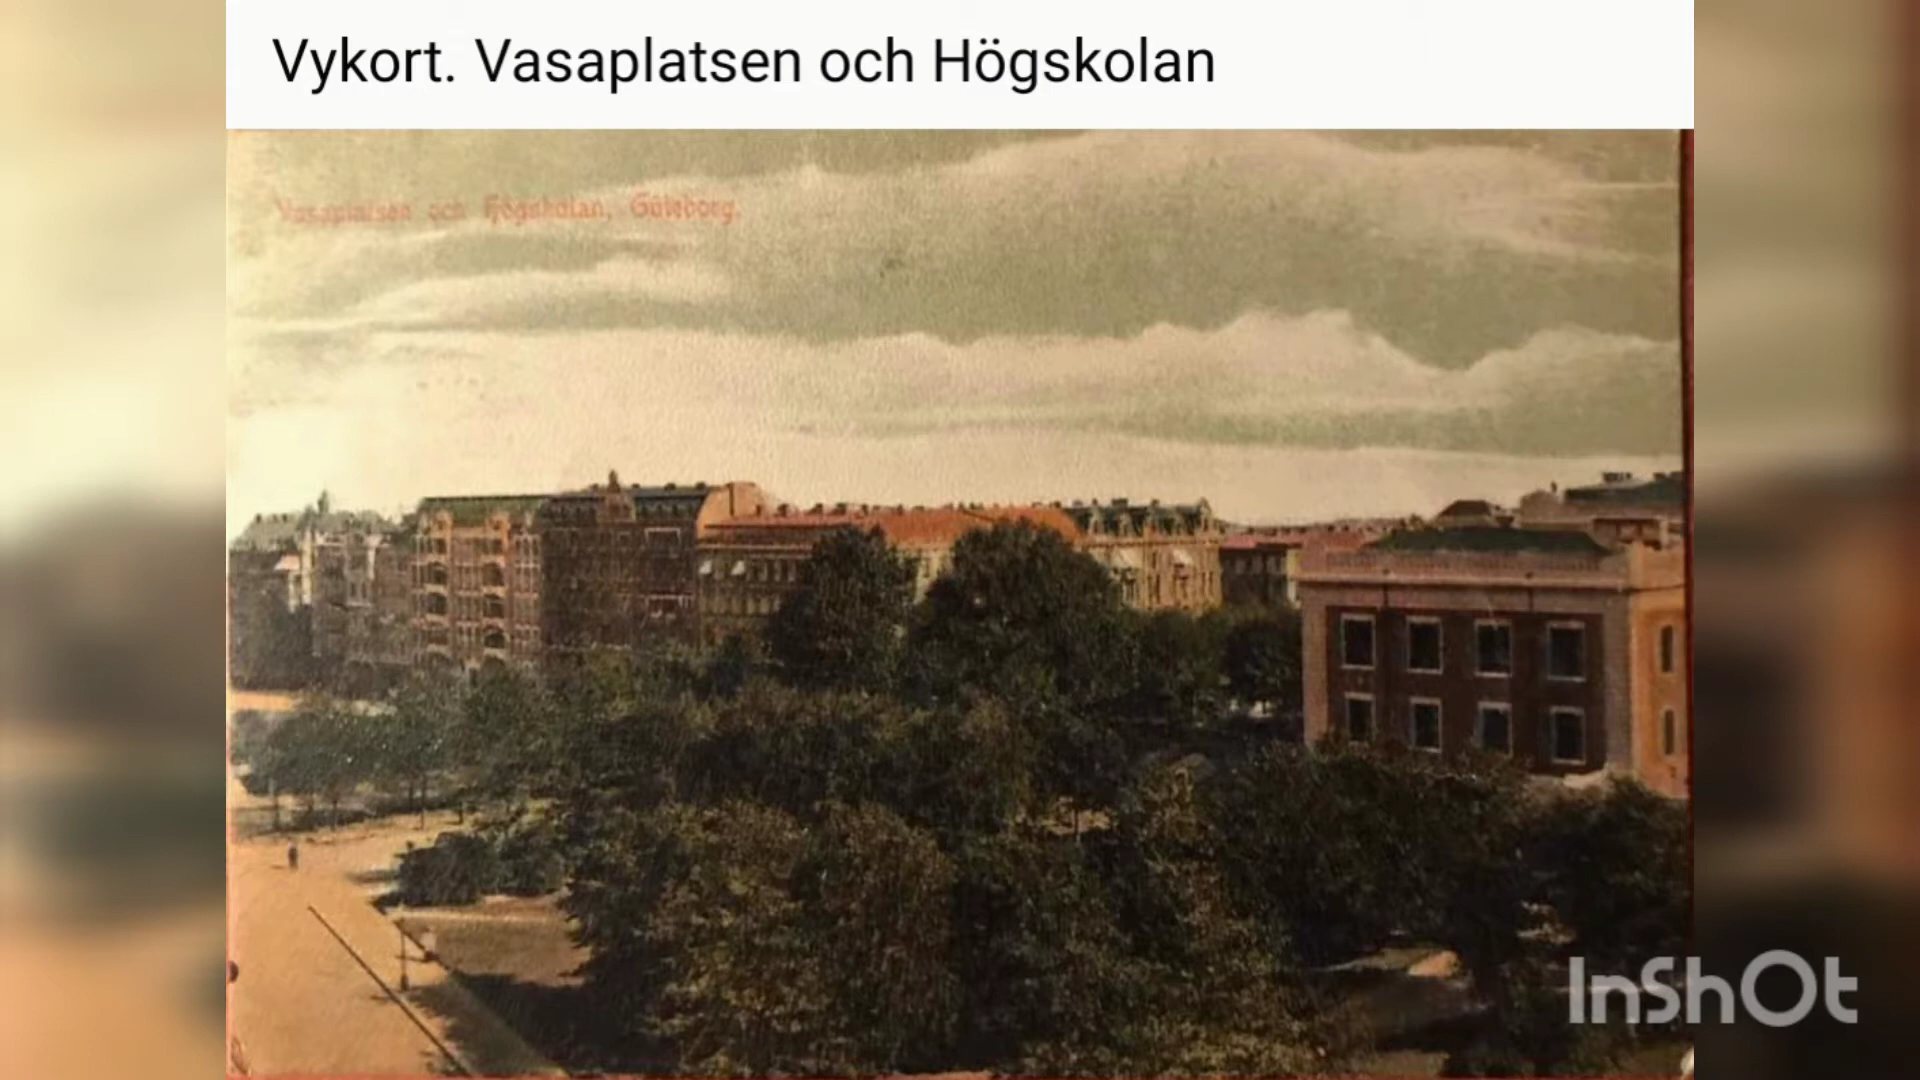 Vykort. Vasaplatsen och Högskolan
Vasaplatsen och Högskolan, Göteborg.
InShOt